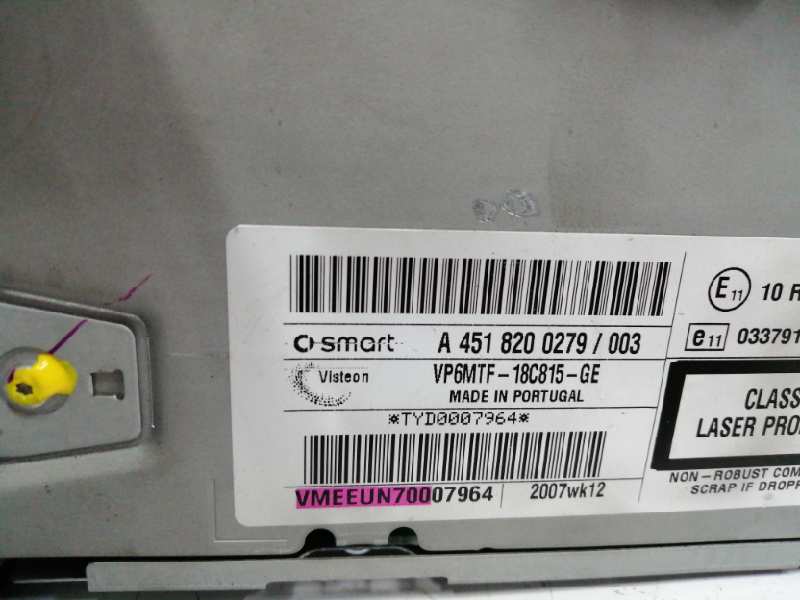 smart A 451 820 0279 / 003
Visteon VP6MTF-18C815-GE
MADE IN PORTUGAL
*TYD0007964*
VMEEUN70007964 2007wk12
E11 10 R
e11 033791
CLASS
LASER PRO
NON-ROBUST COM
SCRAP IF DROPP